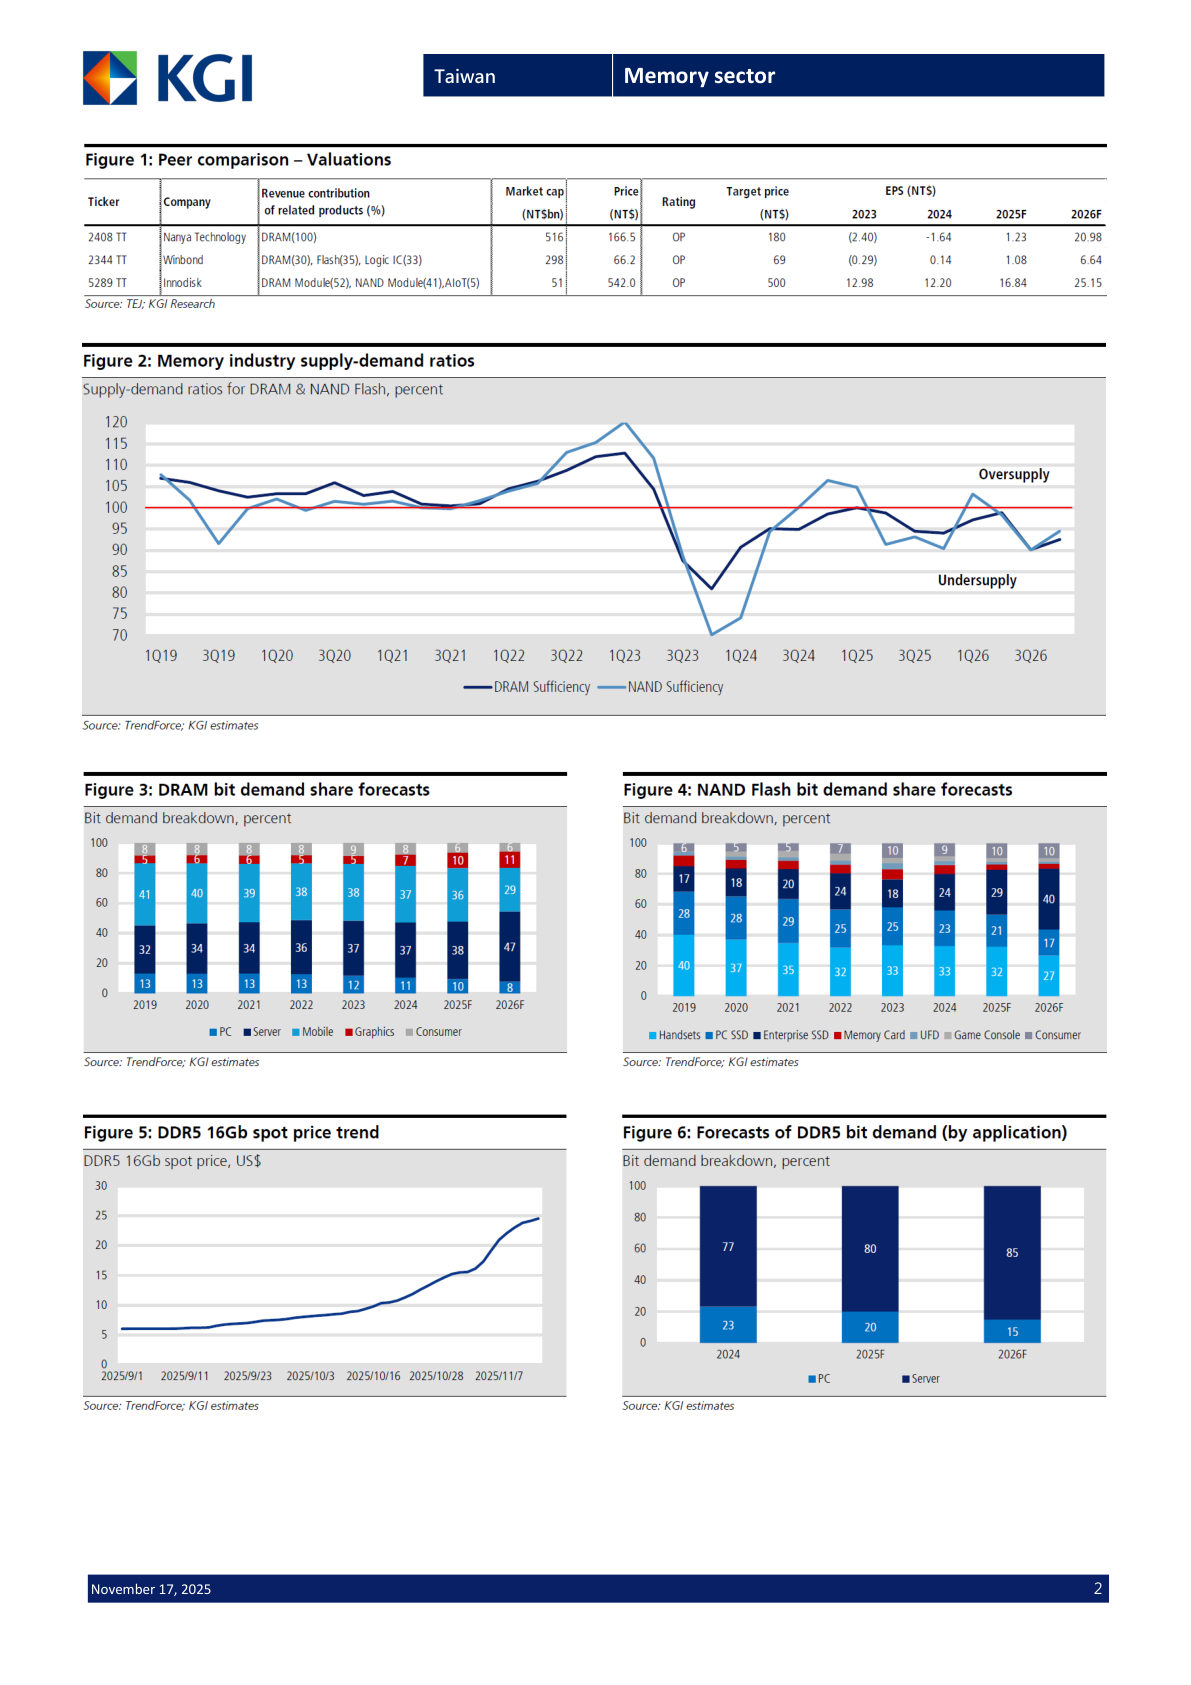 KGI
Taiwan
Memory sector
Figure 1: Peer comparison – Valuations
Ticker Company Revenue contribution of related products (%) Market cap (NT$bn) Price (NT$) Rating Target price (NT$) EPS (NT$)
2023 2024 2025F 2026F
2408 TT Nanya Technology DRAM(100) 516 166.5 OP 180 (2.40) -1.64 1.23 20.98
2344 TT Winbond DRAM(30), Flash(35), Logic IC(33) 298 66.2 OP 69 (0.29) 0.14 1.08 6.64
5289 TT Innodisk DRAM Module(52), NAND Module(41),AIoT(5) 51 542.0 OP 500 12.98 12.20 16.84 25.15
Source: TEJ; KGI Research
Figure 2: Memory industry supply-demand ratios
Supply-demand ratios for DRAM & NAND Flash, percent
120
115
110
105
100
95
90
85
80
75
70
Oversupply
Undersupply
1Q19 3Q19 1Q20 3Q20 1Q21 3Q21 1Q22 3Q22 1Q23 3Q23 1Q24 3Q24 1Q25 3Q25 1Q26 3Q26
DRAM Sufficiency NAND Sufficiency
Source: TrendForce; KGI estimates
Figure 3: DRAM bit demand share forecasts
Bit demand breakdown, percent
100
80
60
40
20
0
8 8 8 8 9 8 6 6
5 6 6 5 5 7 10 11
41 40 39 38 38 37 36 29
32 34 34 36 37 37 38 47
13 13 13 13 12 11 10 8
2019 2020 2021 2022 2023 2024 2025F 2026F
PC Server Mobile Graphics Consumer
Source: TrendForce; KGI estimates
Figure 4: NAND Flash bit demand share forecasts
Bit demand breakdown, percent
100
80
60
40
20
0
6 5 5 7 10 9 10 10
17 18 20 24 18 24 29 40
28 28 29 25 25 23 21 17
40 37 35 32 33 33 32 27
2019 2020 2021 2022 2023 2024 2025F 2026F
Handsets PC SSD Enterprise SSD Memory Card UFD Game Console Consumer
Source: TrendForce; KGI estimates
Figure 5: DDR5 16Gb spot price trend
DDR5 16Gb spot price, US$
30
25
20
15
10
5
0
2025/9/1 2025/9/11 2025/9/23 2025/10/3 2025/10/16 2025/10/28 2025/11/7
Source: TrendForce; KGI estimates
Figure 6: Forecasts of DDR5 bit demand (by application)
Bit demand breakdown, percent
100
80
60
40
20
0
77 80 85
23 20 15
2024 2025F 2026F
PC Server
Source: KGI estimates
November 17, 2025
2